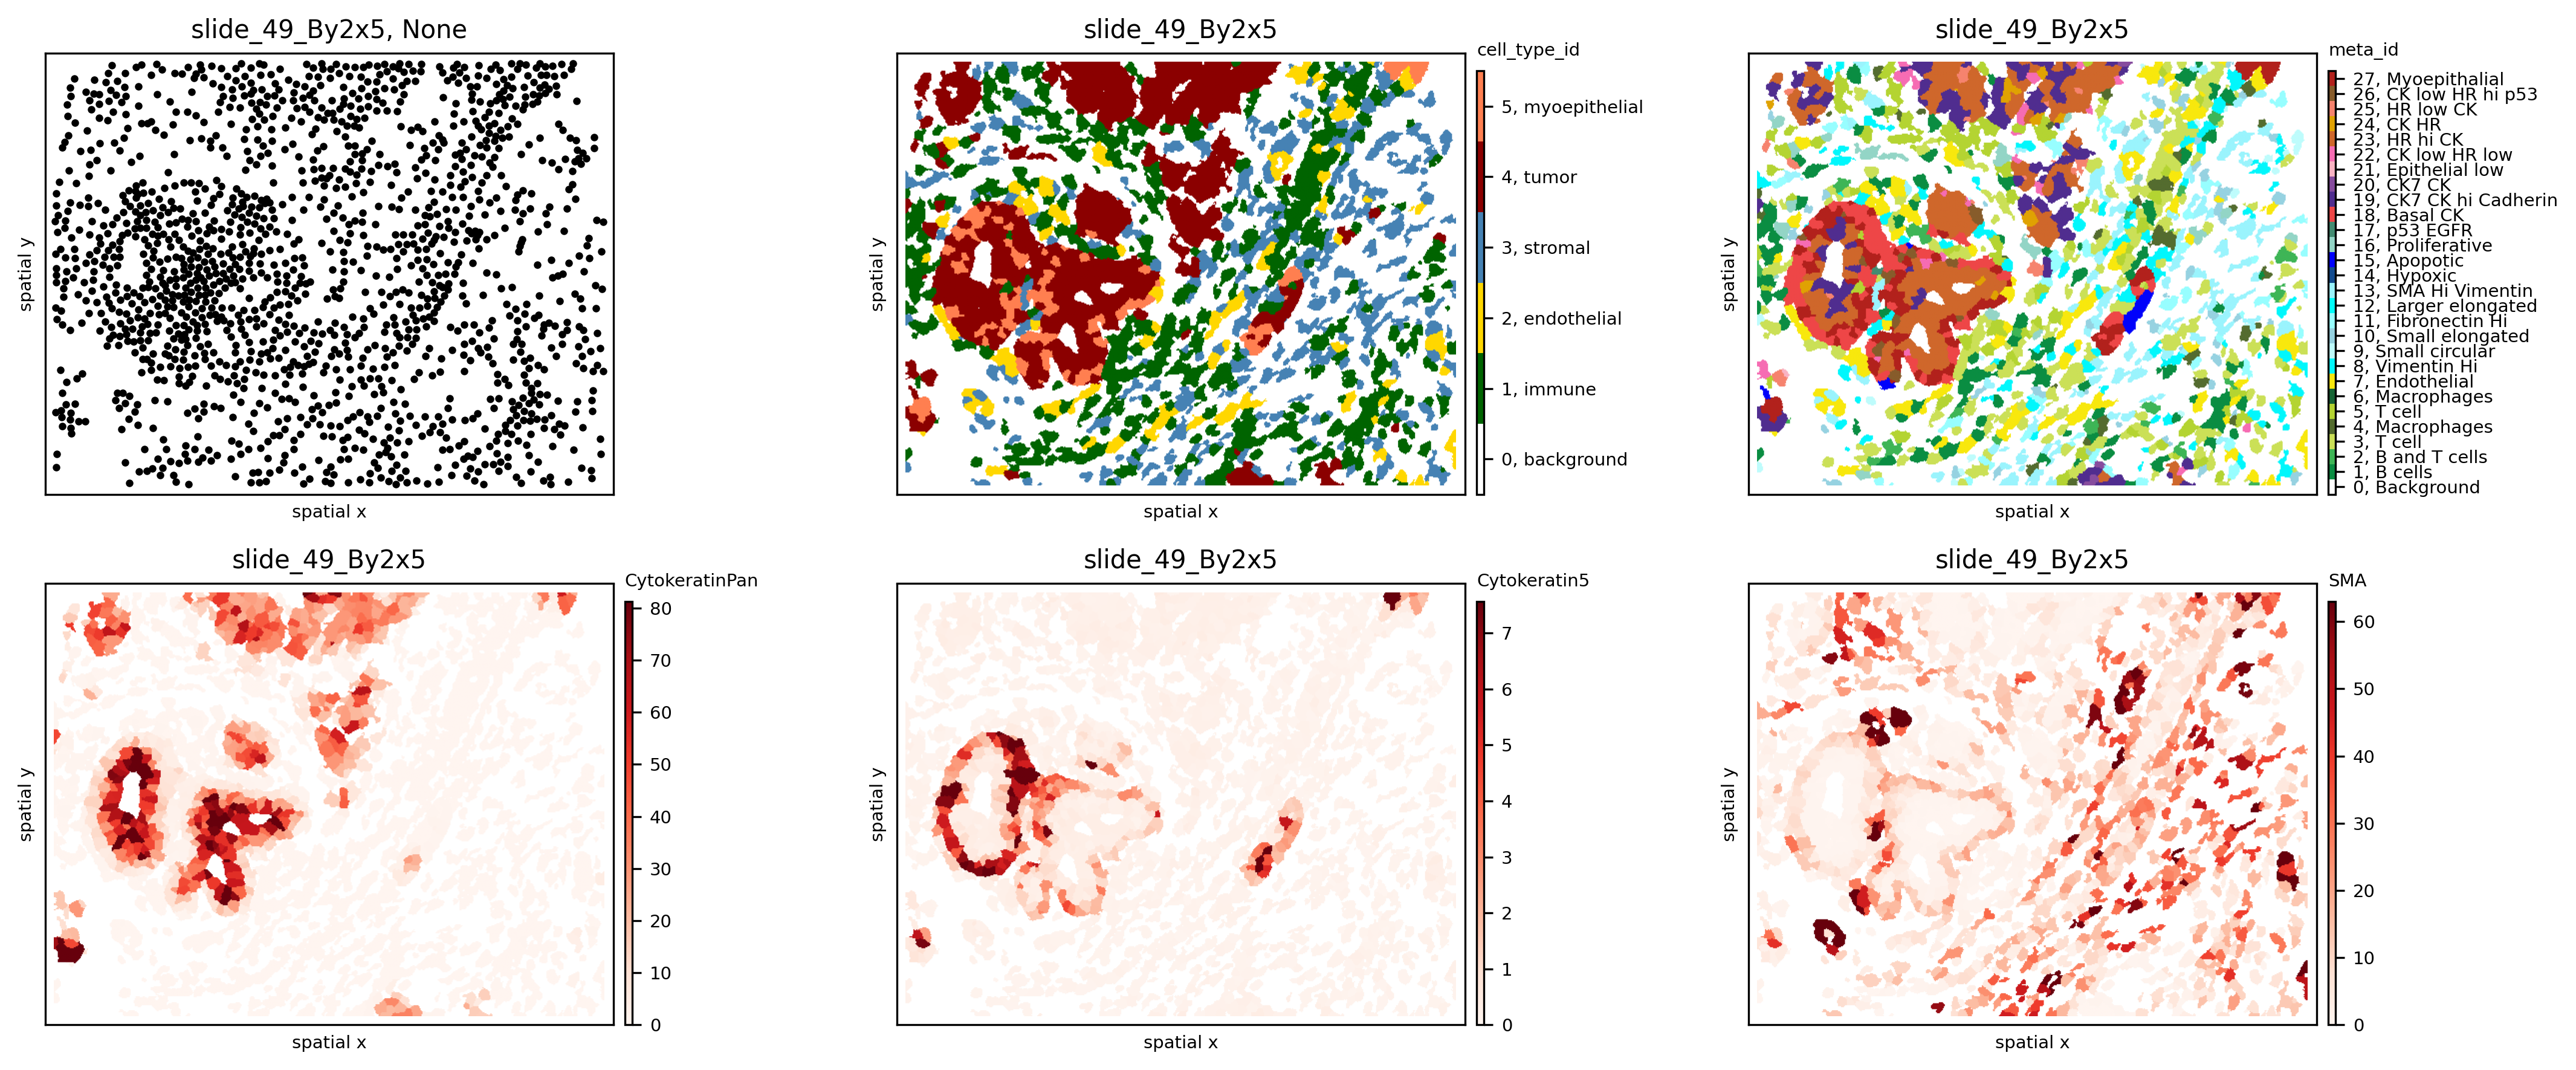 slide_49_By2x5, None
spatial y
spatial x
slide_49_By2x5
cell_type_id
5, myoepithelial
4, tumor
3, stromal
2, endothelial
1, immune
0, background
spatial y
spatial x
slide_49_By2x5
meta_id
27, Myoepithalial
26, CK low HR hi p53
25, HR low CK
24, CK HR
23, HR hi CK
22, CK low HR low
21, Epithelial low
20, CK7 CK
19, CK7 CK hi Cadherin
18, Basal CK
17, p53 EGFR
16, Proliferative
15, Apopotic
14, Hypoxic
13, SMA Hi Vimentin
12, Larger elongated
11, Fibronectin Hi
10, Small elongated
9, Small circular
8, Vimentin Hi
7, Endothelial
6, Macrophages
5, T cell
4, Macrophages
3, T cell
2, B and T cells
1, B cells
0, Background
spatial y
spatial x
slide_49_By2x5
CytokeratinPan
80
70
60
50
40
30
20
10
0
spatial y
spatial x
slide_49_By2x5
Cytokeratin5
7
6
5
4
3
2
1
0
spatial y
spatial x
slide_49_By2x5
SMA
60
50
40
30
20
10
0
spatial y
spatial x